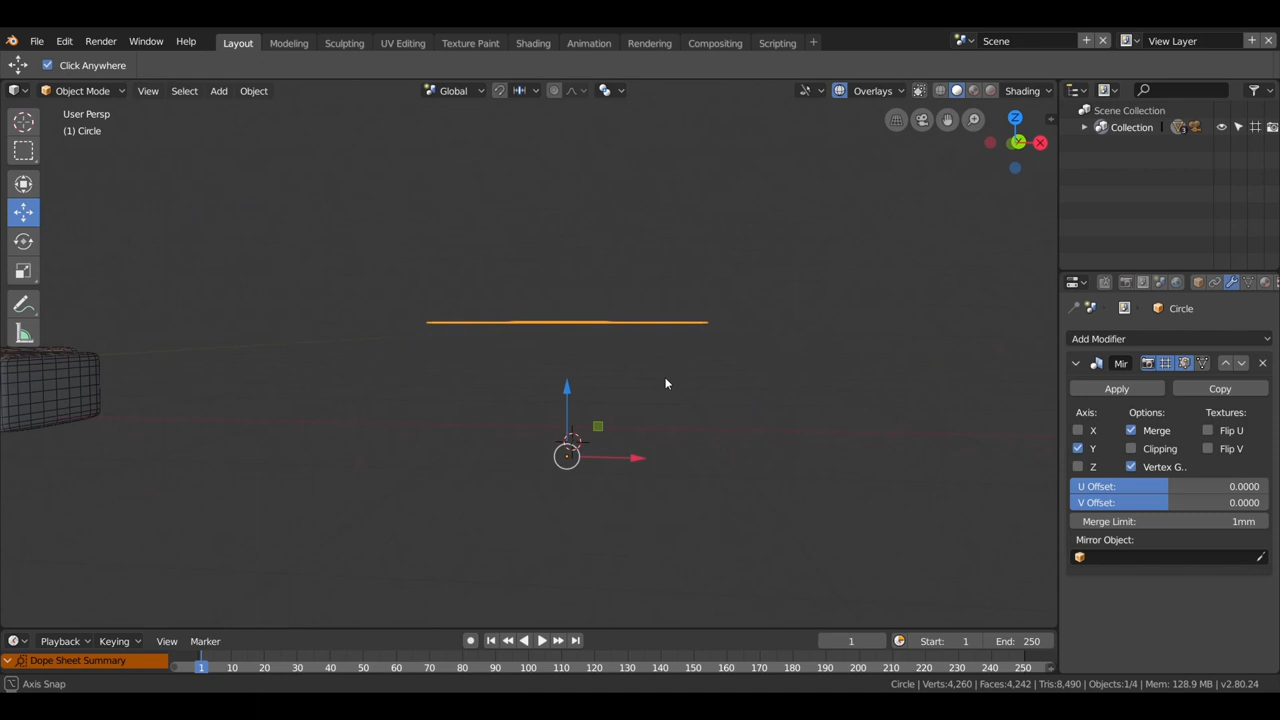 File Edit Render Window Help Layout Modeling Sculpting UV Editing Texture Paint Shading Animation Rendering Compositing Scripting + Scene View Layer
Click Anywhere
Object Mode View Select Add Object Global Overlays Shading
User Persp
(1) Circle
Z
Y
X
Scene Collection
Collection 3
Circle
Add Modifier
Mir
Apply Copy
Axis: Options: Textures:
X Merge Flip U
Y Clipping Flip V
Z Vertex G..
U Offset: 0.0000
V Offset: 0.0000
Merge Limit: 1mm
Mirror Object:
Playback Keying View Marker 1 Start: 1 End: 250
Dope Sheet Summary
1 10 20 30 40 50 60 70 80 90 100 110 120 130 140 150 160 170 180 190 200 210 220 230 240 250
Axis Snap Circle | Verts:4,260 | Faces:4,242 | Tris:8,490 | Objects:1/4 | Mem: 128.9 MB | v2.80.24